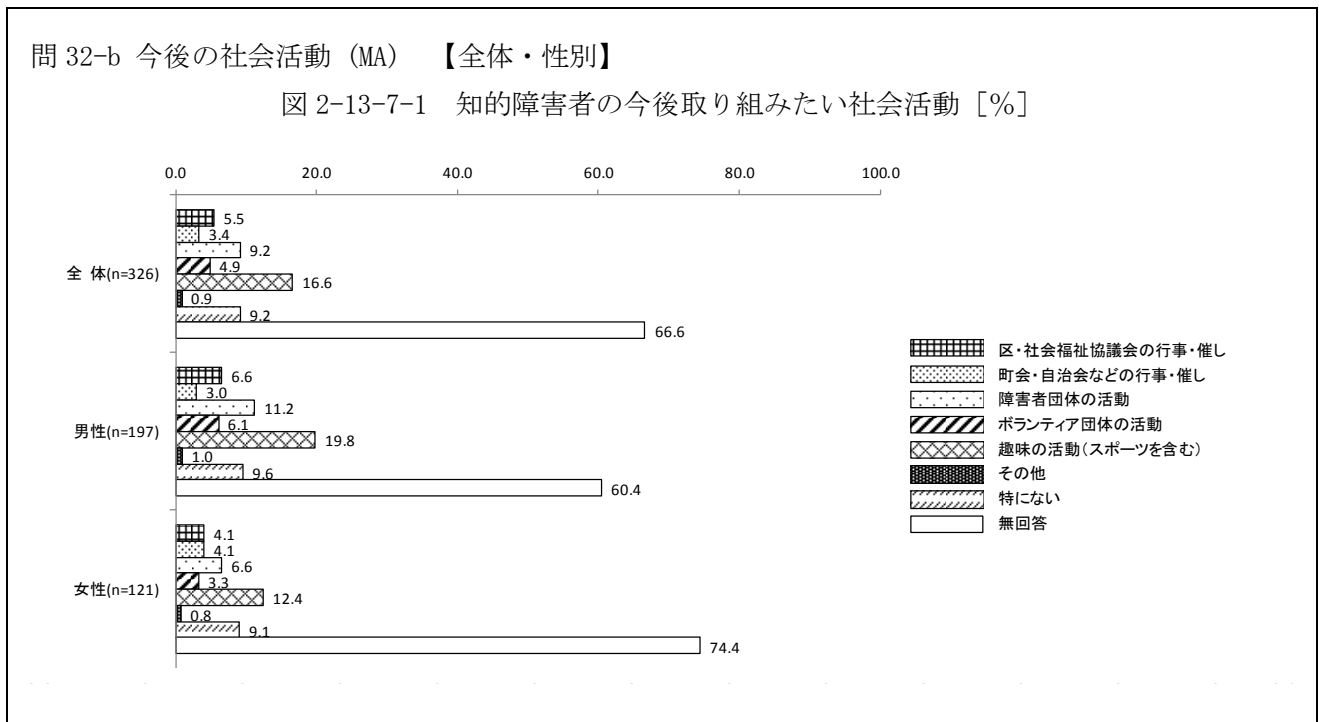 問 32-b 今後の社会活動 (MA) 【全体・性別】
図 2-13-7-1 知的障害者の今後取り組みたい社会活動［%］
0.0 20.0 40.0 60.0 80.0 100.0
全 体(n=326)
5.5
3.4
9.2
4.9
16.6
0.9
9.2
66.6
男性(n=197)
6.6
3.0
11.2
6.1
19.8
1.0
9.6
60.4
女性(n=121)
4.1
4.1
6.6
3.3
12.4
0.8
9.1
74.4
区・社会福祉協議会の行事・催し
町会・自治会などの行事・催し
障害者団体の活動
ボランティア団体の活動
趣味の活動(スポーツを含む)
その他
特にない
無回答